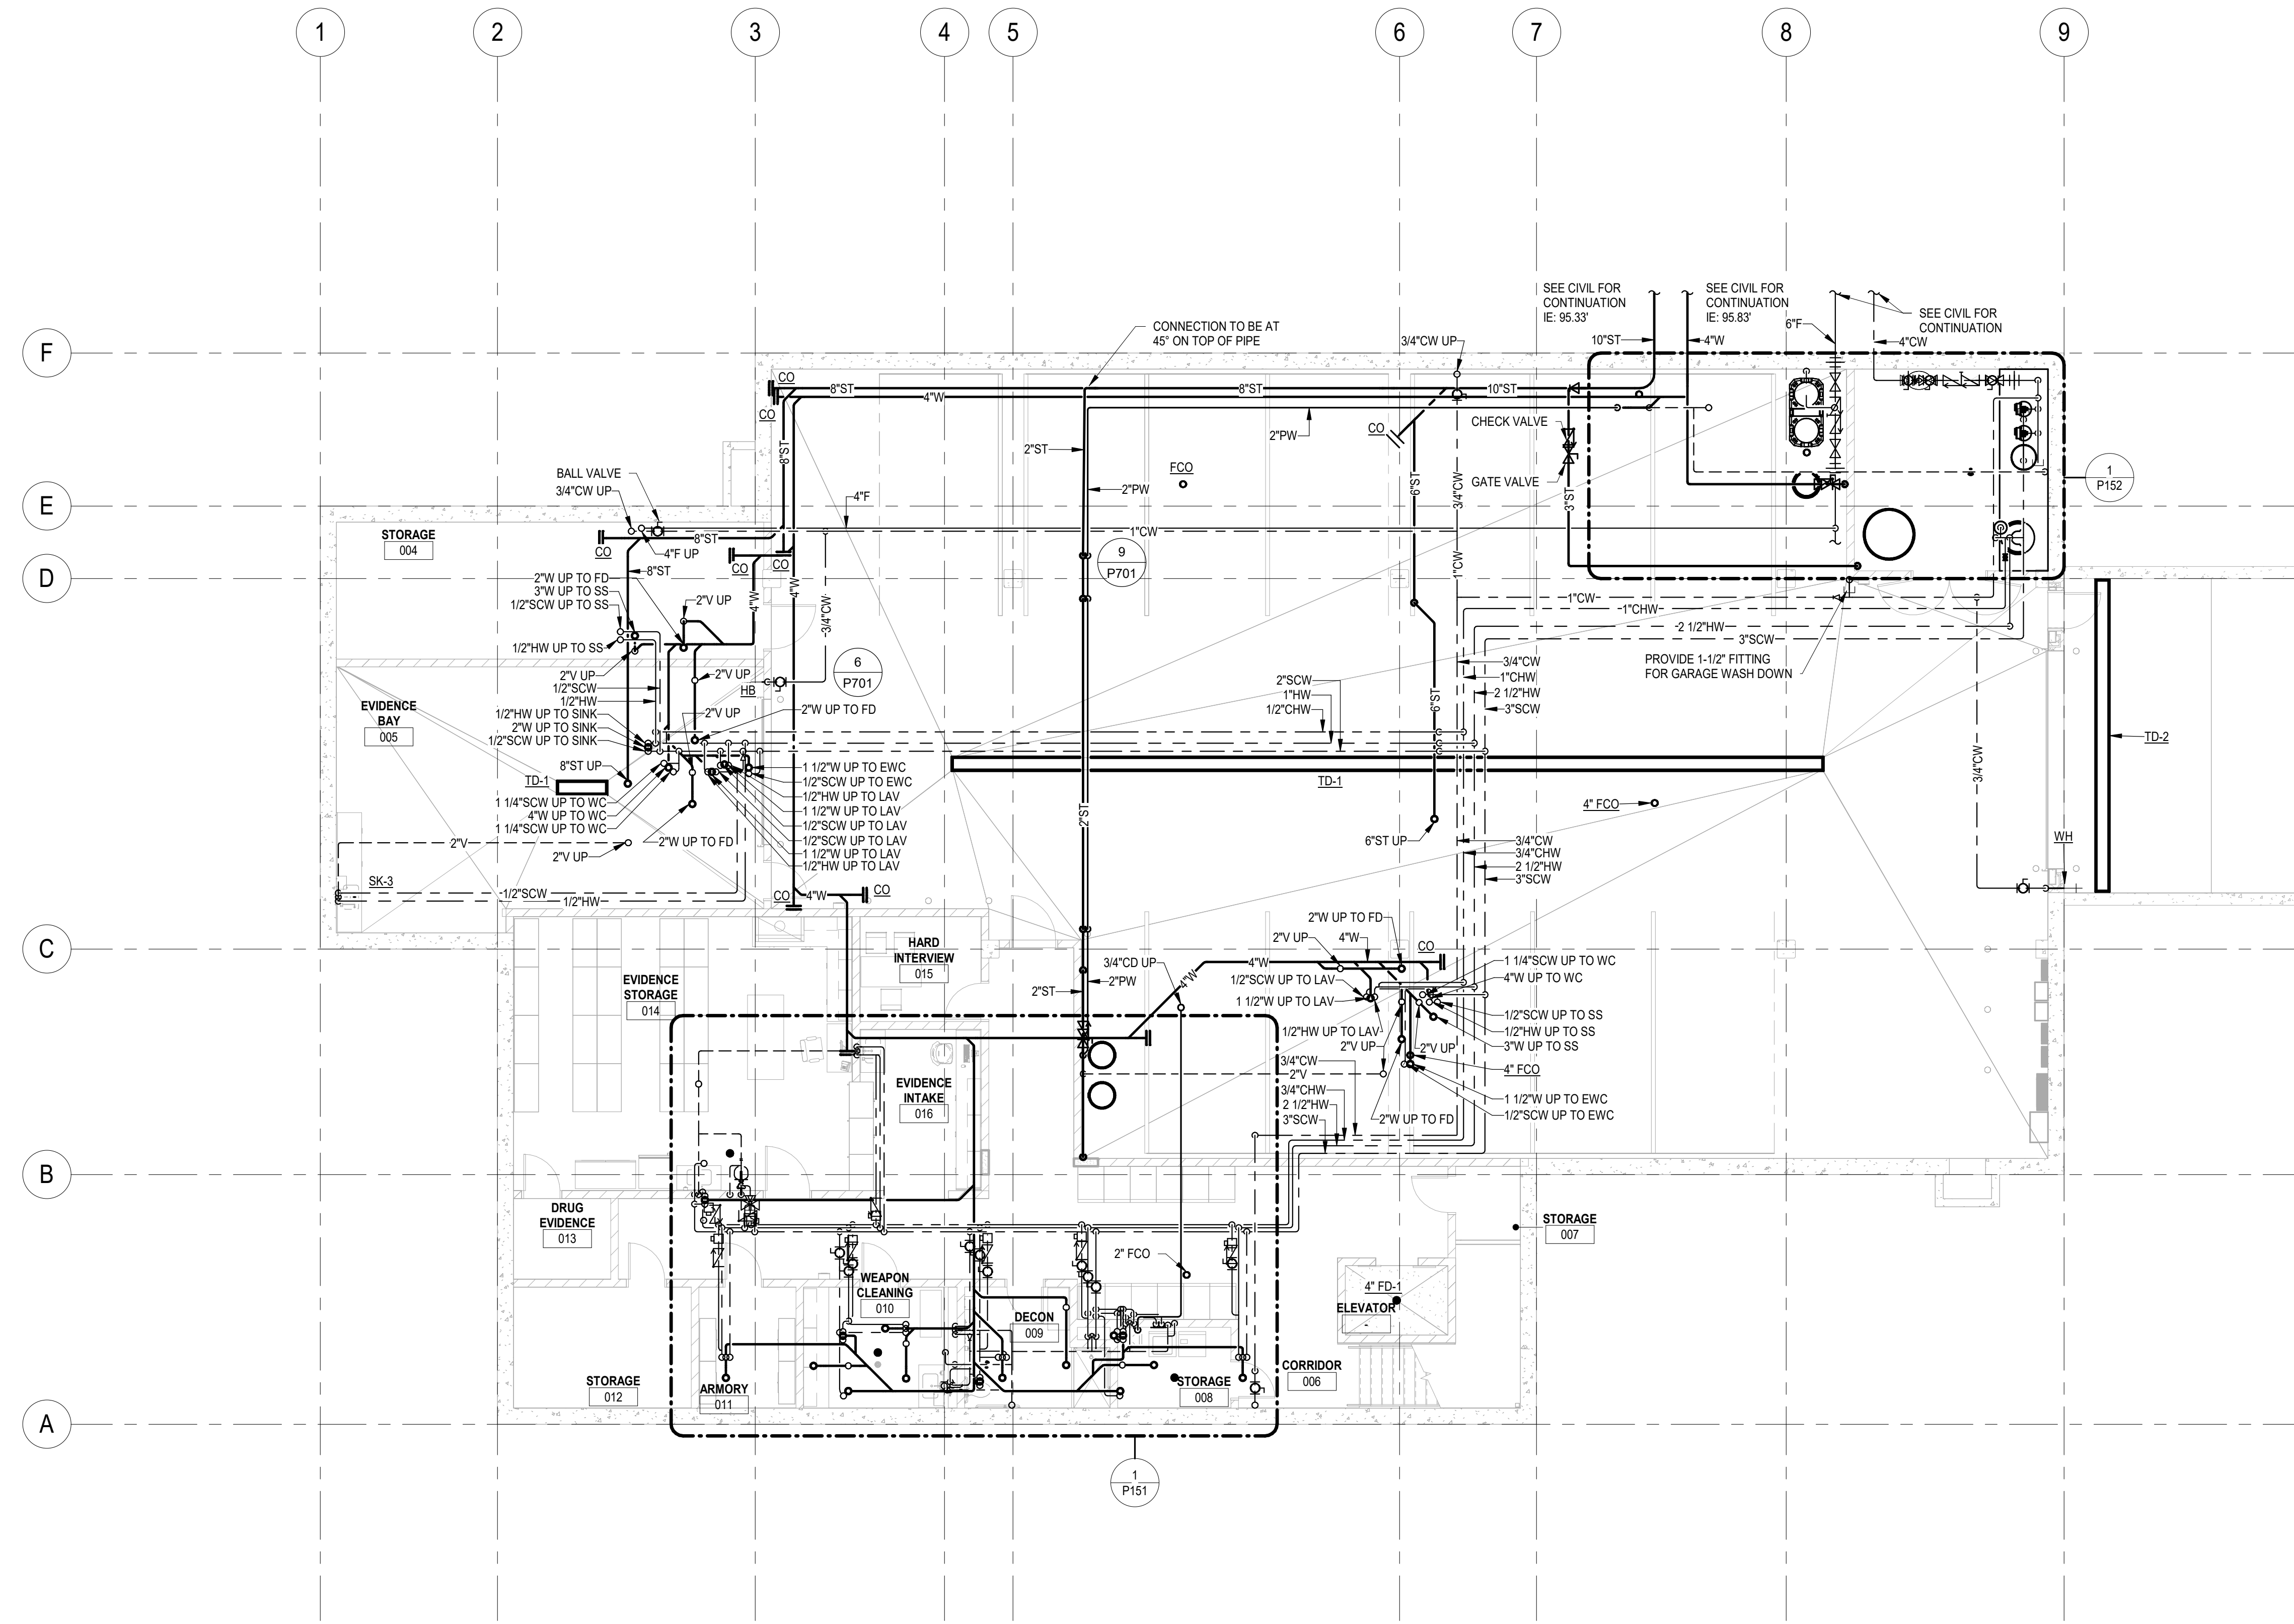 1
2
3
4
5
6
7
8
9
SEE CIVIL FOR
CONTINUATION
IE: 95.33'
SEE CIVIL FOR
CONTINUATION
IE: 95.83'
SEE CIVIL FOR
CONTINUATION
6"F
4"CW
10"ST
4"W
CONNECTION TO BE AT
45° ON TOP OF PIPE
3/4"CW UP
F
CO
8"ST
8"ST
10"ST
4"W
CO
2"PW
CO
CHECK VALVE
2"ST
8"ST
FCO
BALL VALVE
3/4"CW UP
2"PW
4"F
6"ST
3/4"CW
GATE VALVE
3"ST
1
P152
E
STORAGE
004
CO
8"ST
4"F UP
1"CW
CO
CO
9
P701
D
8"ST
2"W UP TO FD
3"W UP TO SS
1/2"SCW UP TO SS
2"V UP
4"W
4"W
3/4"CW
1"CW
1"CW
1"CHW
2 1/2"HW
3"SCW
1/2"HW UP TO SS
2"V UP
1/2"SCW
1/2"HW
2"V UP
HB
6
P701
PROVIDE 1-1/2" FITTING
FOR GARAGE WASH DOWN
3/4"CW
1"CHW
2 1/2"HW
3"SCW
2"SCW
1"HW
1/2"CHW
6"ST
EVIDENCE
BAY
005
1/2"HW UP TO SINK
2"W UP TO SINK
1/2"SCW UP TO SINK
2"V UP
2"W UP TO FD
TD-2
8"ST UP
TD-1
TD-1
3/4"CW
1 1/2"W UP TO EWC
1/2"SCW UP TO EWC
1/2"HW UP TO LAV
1 1/2"W UP TO LAV
1/2"SCW UP TO LAV
1/2"SCW UP TO LAV
1 1/2"W UP TO LAV
1/2"HW UP TO LAV
1 1/4"SCW UP TO WC
4"W UP TO WC
1 1/4"SCW UP TO WC
2"W UP TO FD
2"V
2"V UP
2"ST
4" FCO
6"ST UP
3/4"CW
3/4"CHW
2 1/2"HW
3"SCW
WH
SK-3
1/2"SCW
1/2"HW
CO
4"W
CO
C
HARD
INTERVIEW
015
2"W UP TO FD
2"V UP
4"W
CO
3/4"CD UP
4"W
4"W
1 1/4"SCW UP TO WC
4"W UP TO WC
1/2"SCW UP TO LAV
1 1/2"W UP TO LAV
1/2"HW UP TO LAV
2"V UP
2"V UP
1/2"SCW UP TO SS
1/2"HW UP TO SS
3"W UP TO SS
4" FCO
EVIDENCE
STORAGE
014
2"ST
2"PW
2"V
3/4"CW
3/4"CHW
2 1/2"HW
3"SCW
2"W UP TO FD
1 1/2"W UP TO EWC
1/2"SCW UP TO EWC
EVIDENCE
INTAKE
016
B
DRUG
EVIDENCE
013
STORAGE
007
2" FCO
WEAPON
CLEANING
010
4" FD-1
ELEVATOR
-
DECON
009
STORAGE
012
ARMORY
011
STORAGE
008
CORRIDOR
006
A
1
P151